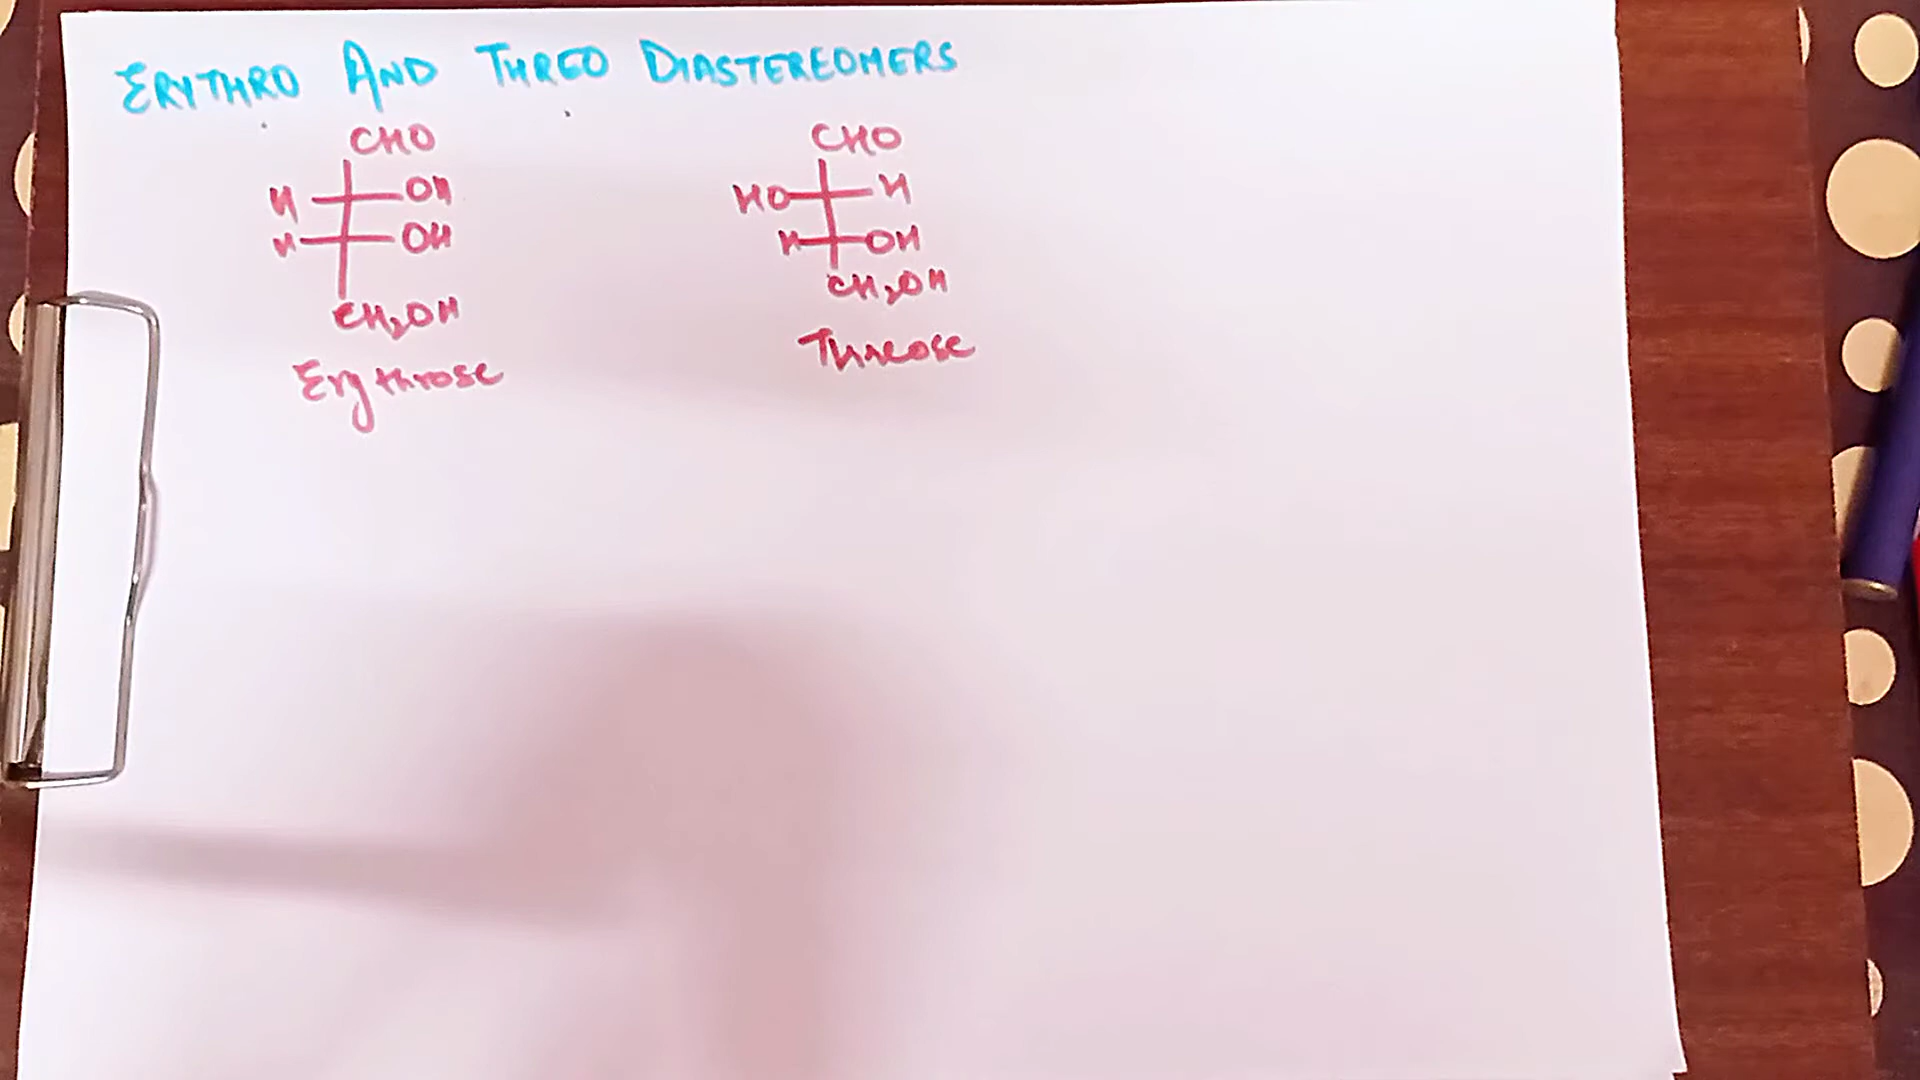 ERYTHRO AND THREO DIASTEREOMERS
CHO
H OH
H OH
CH2OH
Erythrose
CHO
HO H
H OH
CH2OH
Threose